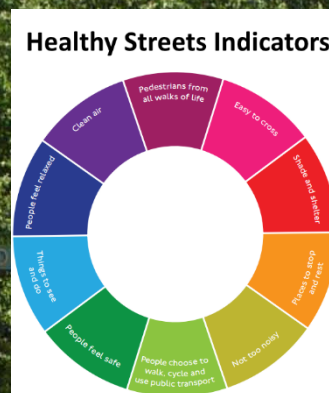 Healthy Streets Indicators
Pedestrians from
all walks of life
Easy to cross
Shade and shelter
Places to stop
and rest
Not too noisy
People choose to
walk, cycle and
use public transport
People feel safe
Things to see
and do
People feel relaxed
Clean air